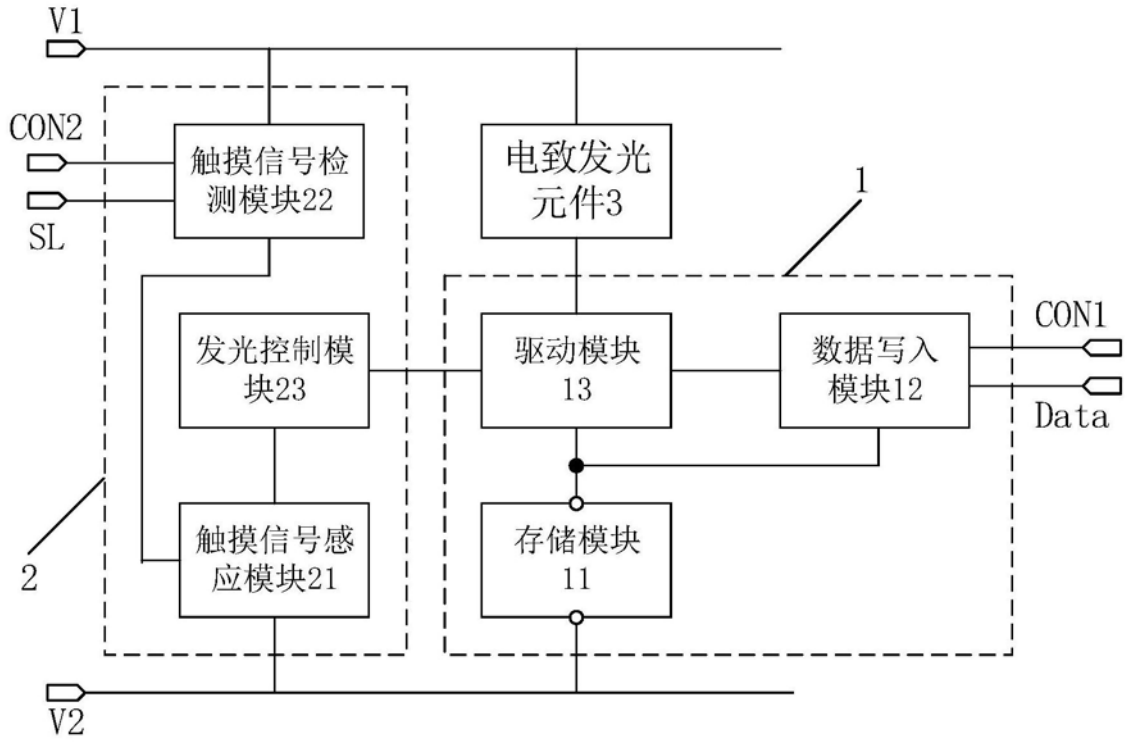 V1
CON2
SL
触摸信号检
测模块22
电致发光
元件3
1
发光控制模
块23
驱动模块
13
数据写入
模块12
CON1
Data
2
触摸信号感
应模块21
存储模块
11
V2